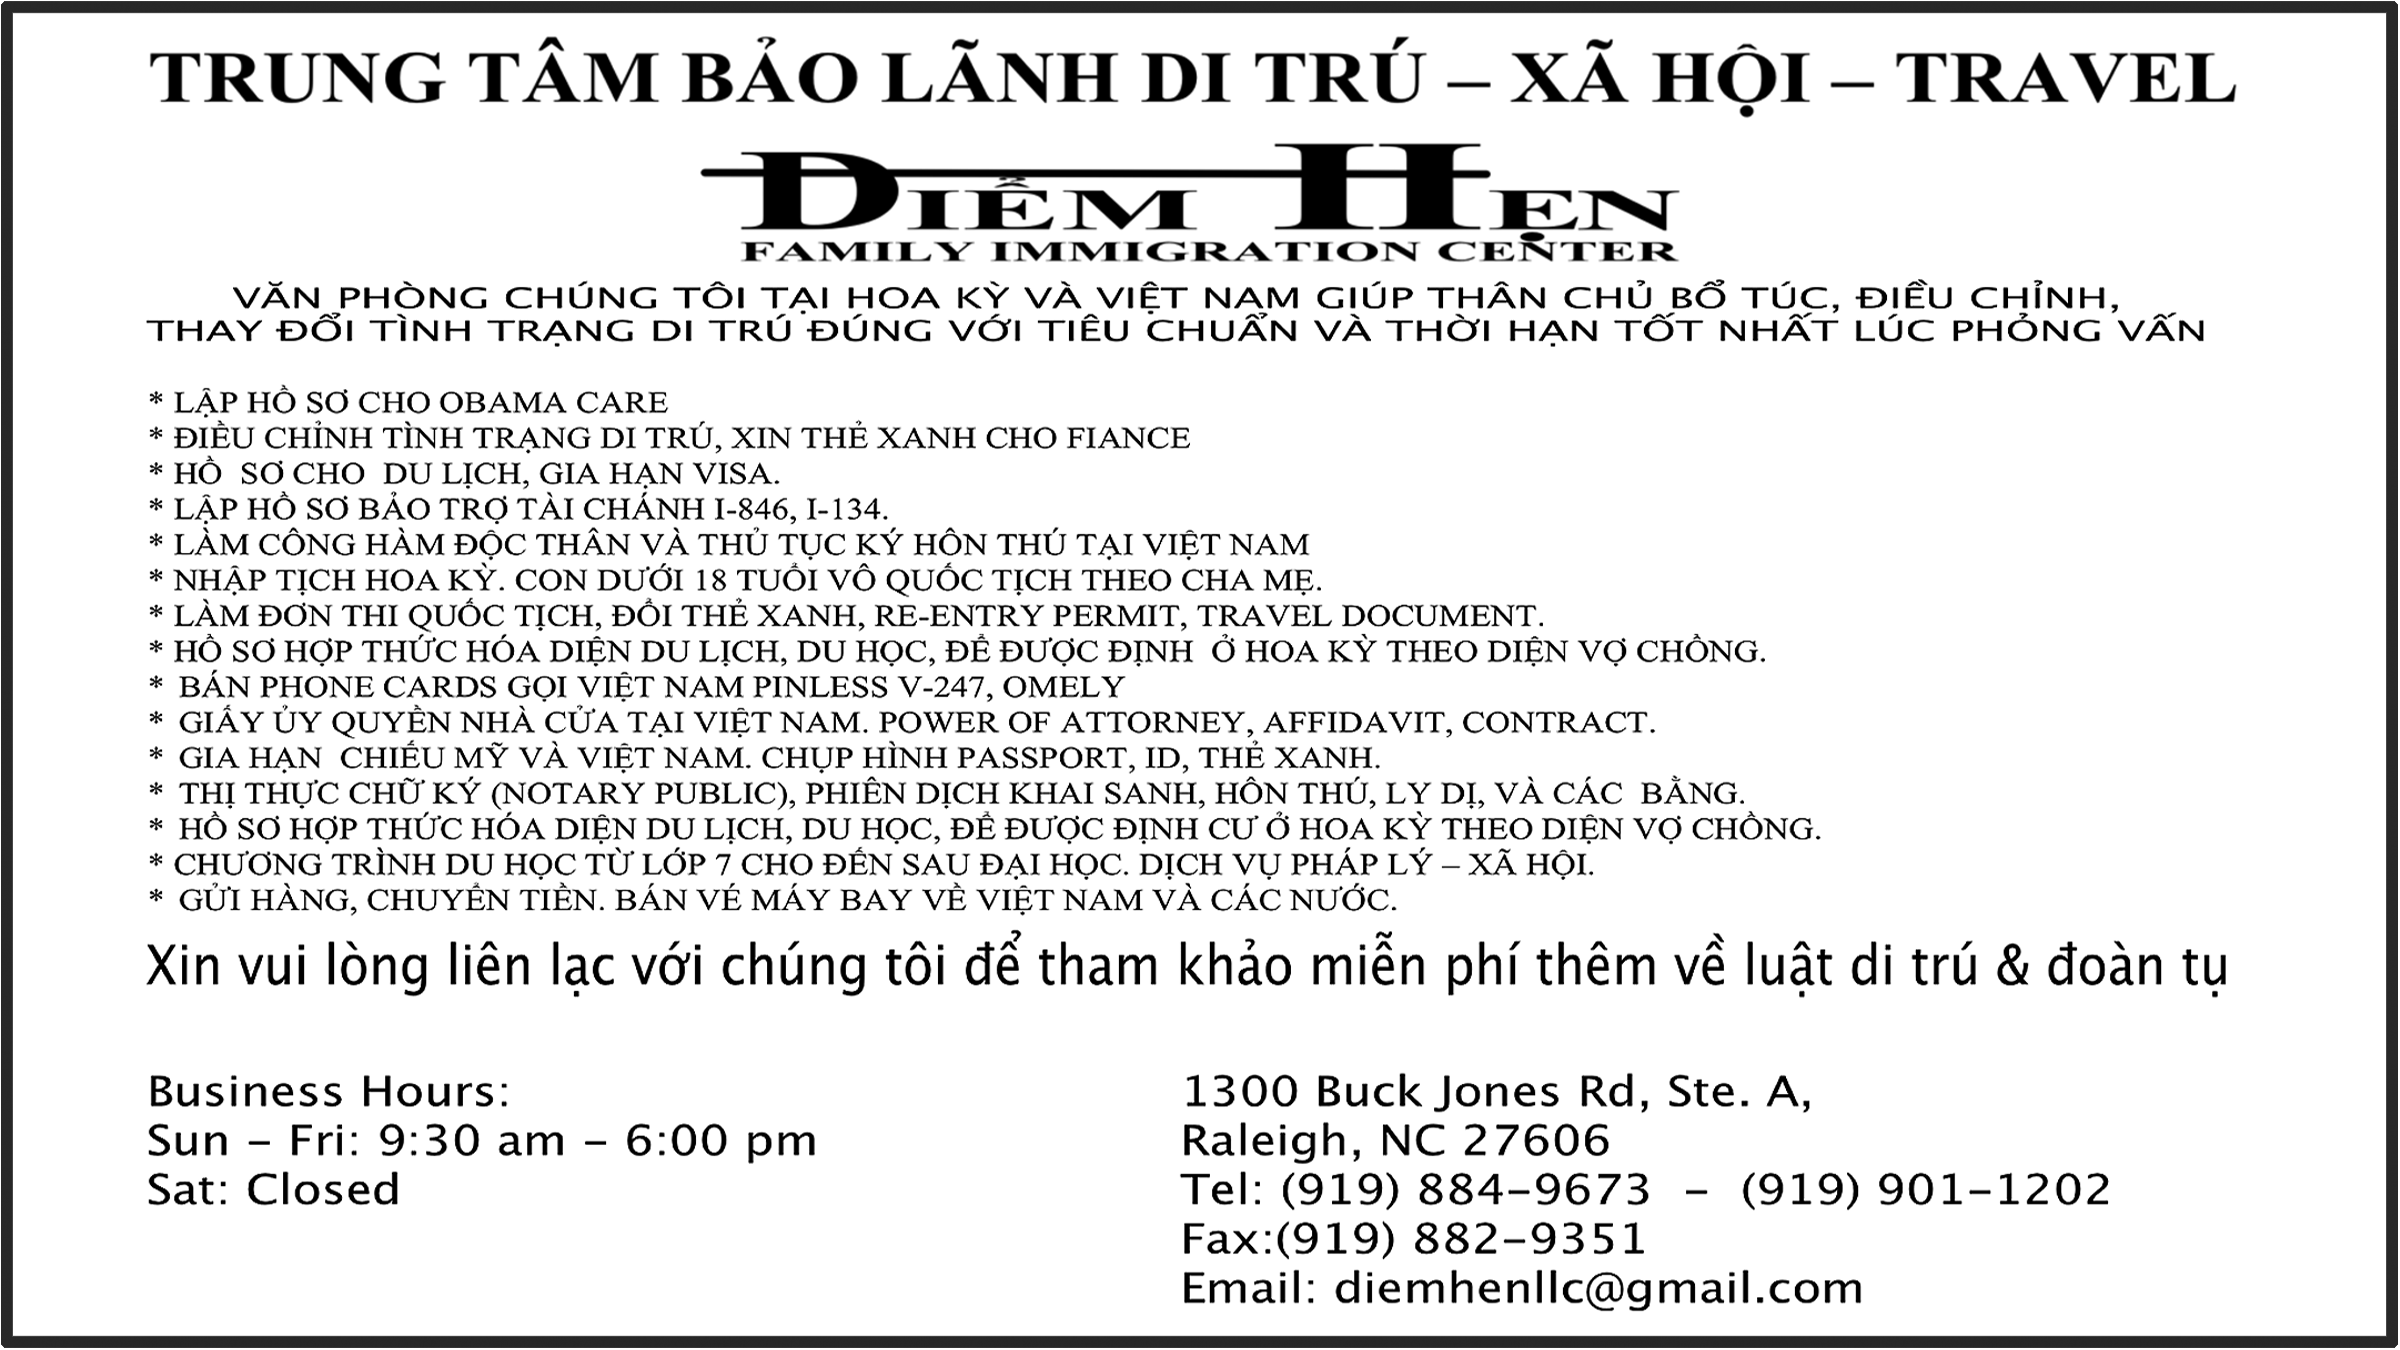 TRUNG TÂM BẢO LÃNH DI TRÚ – XÃ HỘI – TRAVEL
DIỄM HẸN
FAMILY IMMIGRATION CENTER
VĂN PHÒNG CHÚNG TÔI TẠI HOA KỲ VÀ VIỆT NAM GIÚP THÂN CHỦ BỔ TÚC, ĐIỀU CHỈNH,
THAY ĐỔI TÌNH TRẠNG DI TRÚ ĐÚNG VỚI TIÊU CHUẨN VÀ THỜI HẠN TỐT NHẤT LÚC PHỎNG VẤN
* LẬP HỒ SƠ CHO OBAMA CARE
* ĐIỀU CHỈNH TÌNH TRẠNG DI TRÚ, XIN THẺ XANH CHO FIANCE
* HỒ SƠ CHO DU LỊCH, GIA HẠN VISA.
* LẬP HỒ SƠ BẢO TRỢ TÀI CHÁNH I-846, I-134.
* LÀM CÔNG HÀM ĐỘC THÂN VÀ THỦ TỤC KÝ HÔN THÚ TẠI VIỆT NAM
* NHẬP TỊCH HOA KỲ. CON DƯỚI 18 TUỔI VÔ QUỐC TỊCH THEO CHA MẸ.
* LÀM ĐƠN THI QUỐC TỊCH, ĐỔI THẺ XANH, RE-ENTRY PERMIT, TRAVEL DOCUMENT.
* HỒ SƠ HỢP THỨC HÓA DIỆN DU LỊCH, DU HỌC, ĐỂ ĐƯỢC ĐỊNH Ở HOA KỲ THEO DIỆN VỢ CHỒNG.
* BÁN PHONE CARDS GỌI VIỆT NAM PINLESS V-247, OMELY
* GIẤY ỦY QUYỀN NHÀ CỬA TẠI VIỆT NAM. POWER OF ATTORNEY, AFFIDAVIT, CONTRACT.
* GIA HẠN CHIẾU MỸ VÀ VIỆT NAM. CHỤP HÌNH PASSPORT, ID, THẺ XANH.
* THỊ THỰC CHỮ KÝ (NOTARY PUBLIC), PHIÊN DỊCH KHAI SANH, HÔN THÚ, LY DỊ, VÀ CÁC BẰNG.
* HỒ SƠ HỢP THỨC HÓA DIỆN DU LỊCH, DU HỌC, ĐỂ ĐƯỢC ĐỊNH CƯ Ở HOA KỲ THEO DIỆN VỢ CHỒNG.
* CHƯƠNG TRÌNH DU HỌC TỪ LỚP 7 CHO ĐẾN SAU ĐẠI HỌC. DỊCH VỤ PHÁP LÝ – XÃ HỘI.
* GỬI HÀNG, CHUYỂN TIỀN. BÁN VÉ MÁY BAY VỀ VIỆT NAM VÀ CÁC NƯỚC.
Xin vui lòng liên lạc với chúng tôi để tham khảo miễn phí thêm về luật di trú & đoàn tụ
Business Hours:
Sun – Fri: 9:30 am – 6:00 pm
Sat: Closed
1300 Buck Jones Rd, Ste. A,
Raleigh, NC 27606
Tel: (919) 884–9673 – (919) 901–1202
Fax:(919) 882–9351
Email: diemhenllc@gmail.com